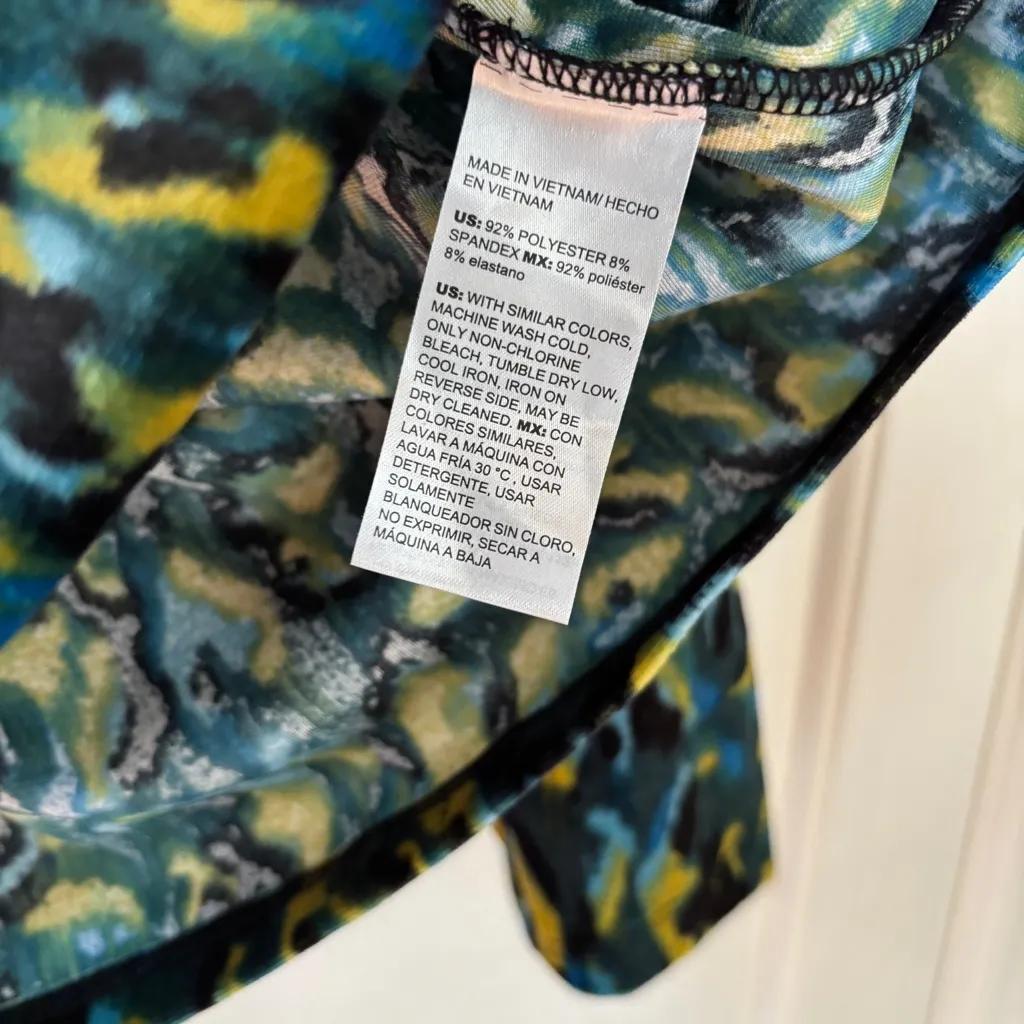 MADE IN VIETNAM/ HECHO
EN VIETNAM
US: 92% POLYESTER 8%
SPANDEX MX: 92% poliéster
8% elastano
US: WITH SIMILAR COLORS,
MACHINE WASH COLD,
ONLY NON-CHLORINE
BLEACH, TUMBLE DRY LOW,
COOL IRON, IRON ON
REVERSE SIDE, MAY BE
DRY CLEANED. MX: CON
COLORES SIMILARES,
LAVAR A MÁQUINA CON
AGUA FRÍA 30 °C , USAR
DETERGENTE, USAR
SOLAMENTE
BLANQUEADOR SIN CLORO,
NO EXPRIMIR, SECAR A
MÁQUINA A BAJA